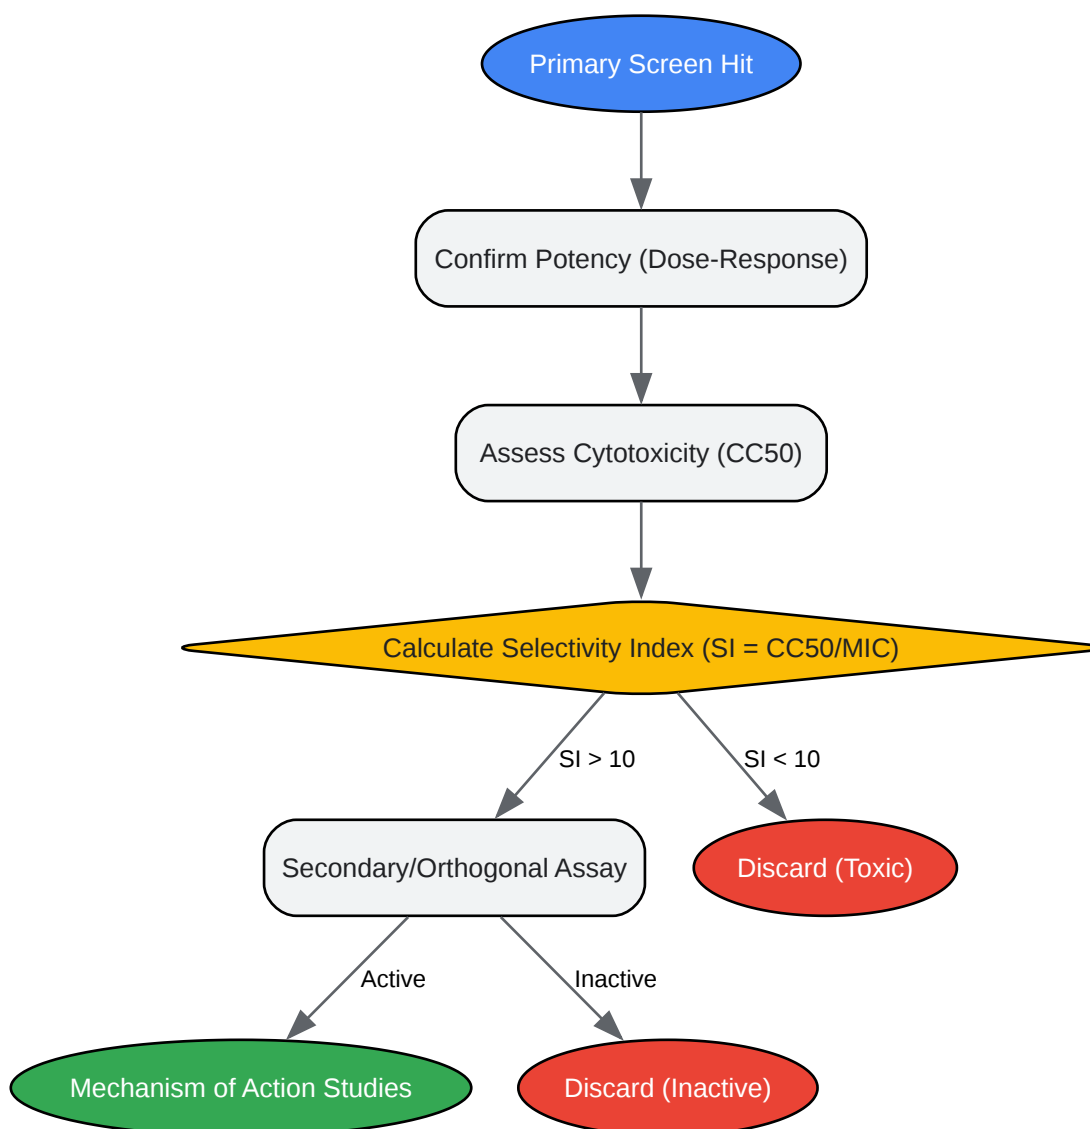 Primary Screen Hit
Confirm Potency (Dose-Response)
Assess Cytotoxicity (CC50)
Calculate Selectivity Index (SI = CC50/MIC)
SI > 10
SI < 10
Secondary/Orthogonal Assay
Discard (Toxic)
Active
Inactive
Mechanism of Action Studies
Discard (Inactive)